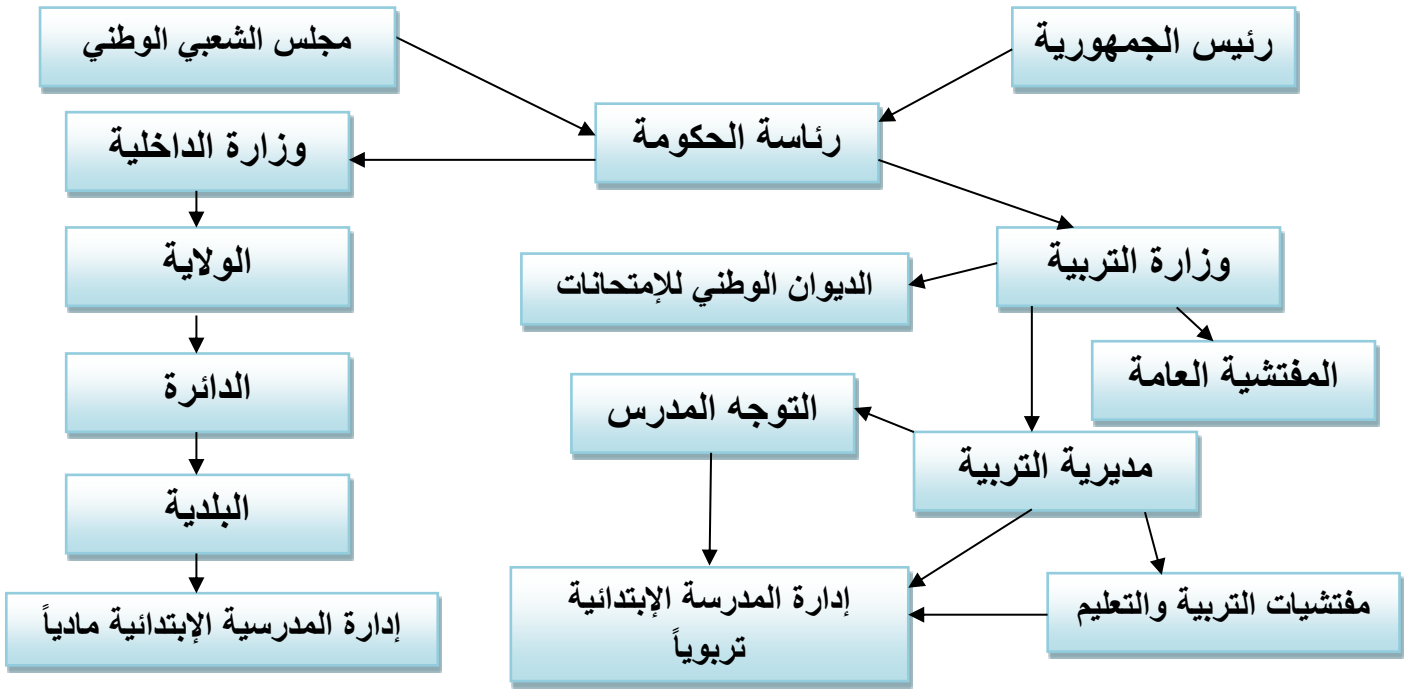 رئيس الجمهورية
مجلس الشعبي الوطني
رئاسة الحكومة
وزارة الداخلية
وزارة التربية
الولاية
الديوان الوطني للإمتحانات
المفتشية العامة
الدائرة
التوجه المدرس
مديرية التربية
البلدية
مفتشيات التربية والتعليم
إدارة المدرسة الإبتدائية
تربوياً
إدارة المدرسية الإبتدائية مادياً